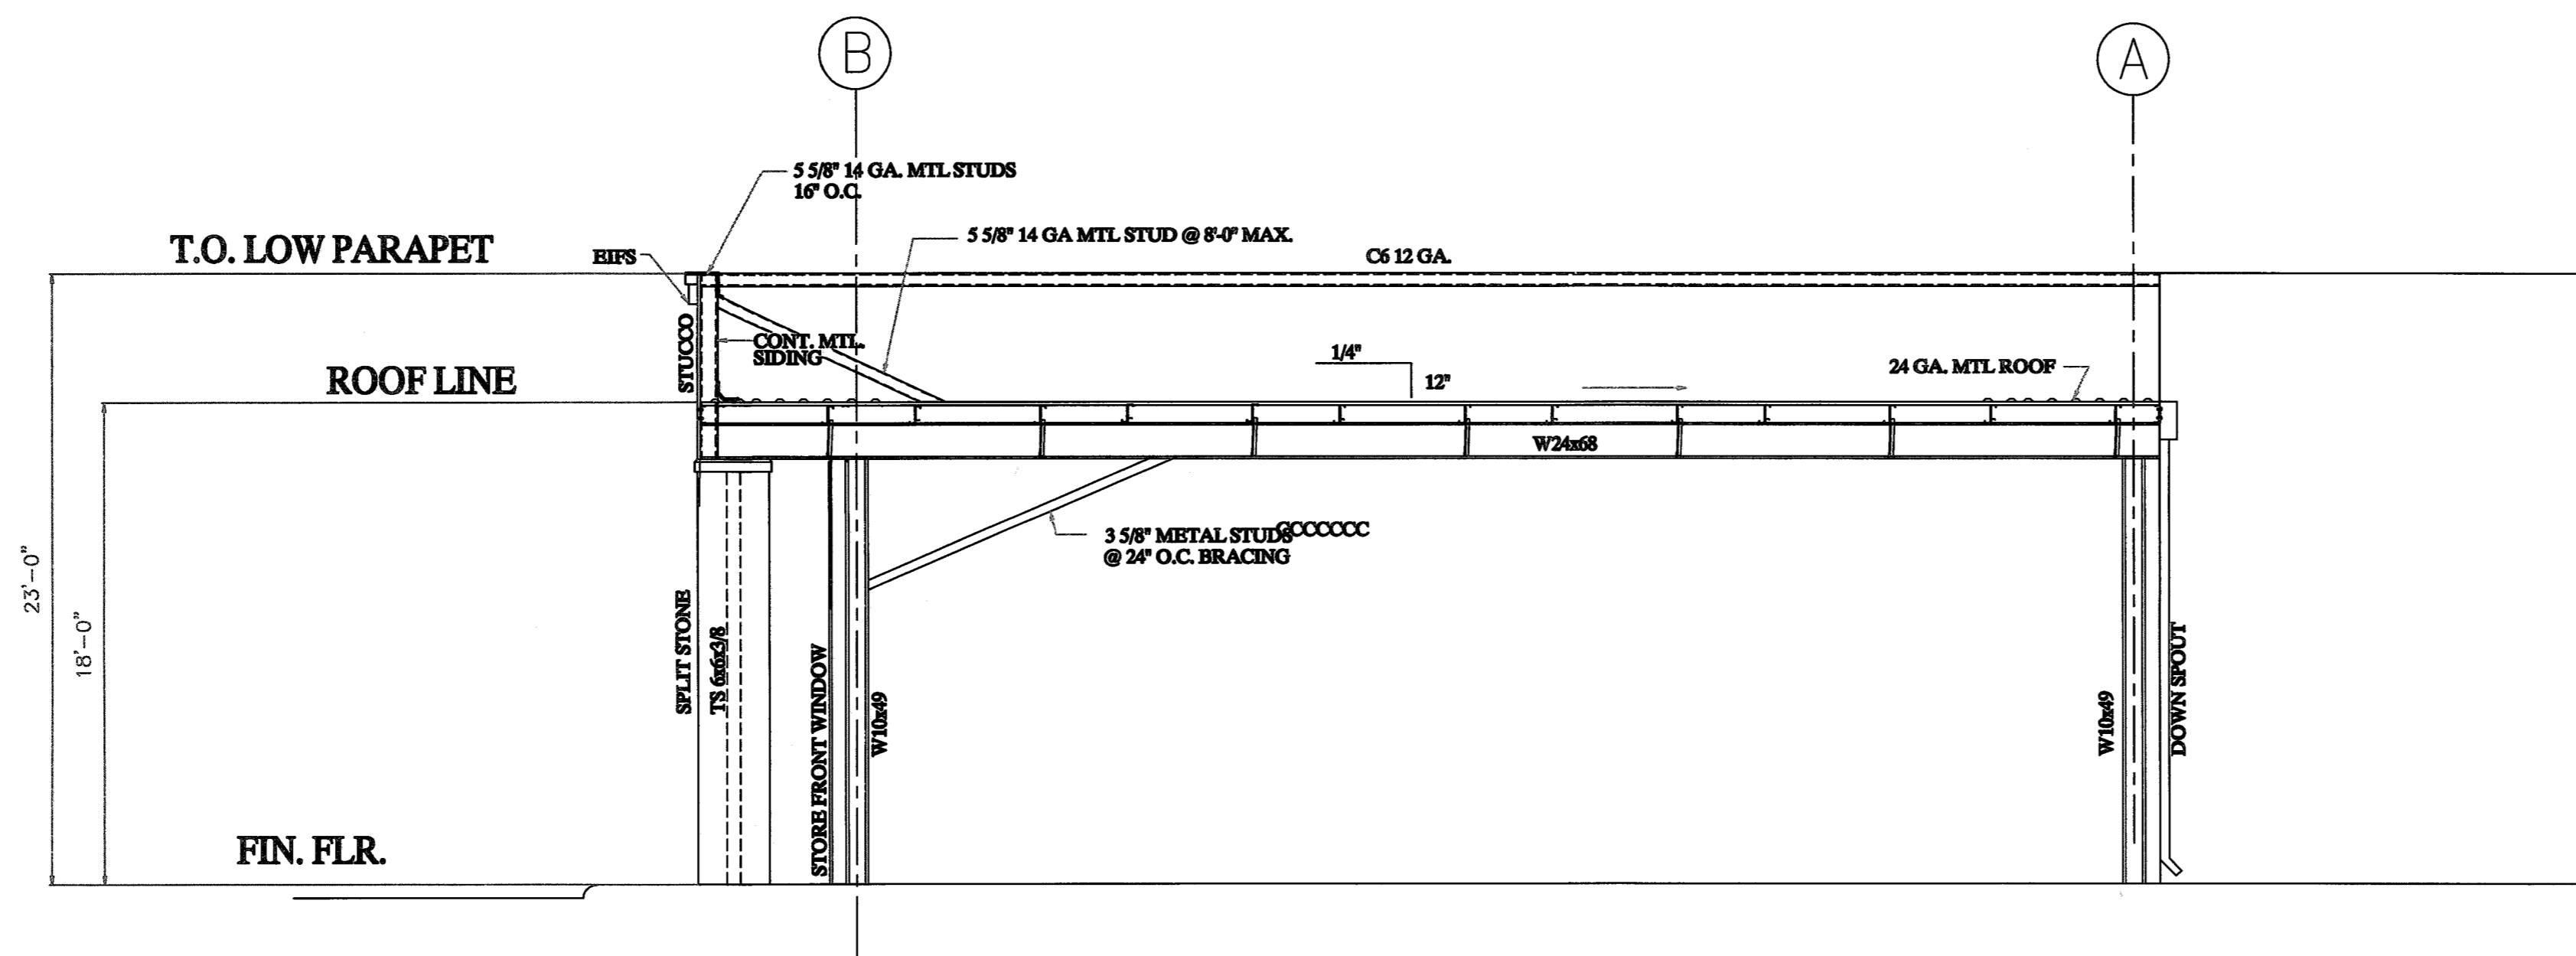 B
A
5 5/8" 14 GA. MTL STUDS
16" O.C.
5 5/8" 14 GA MTL STUD @ 8'-0" MAX.
T.O. LOW PARAPET
EIFS
C6 12 GA.
STUCCO
CONT. MTL.
SIDING
1/4"
12"
24 GA. MTL ROOF
ROOF LINE
W24x68
3 5/8" METAL STUDS
CCCCCCC
@ 24" O.C. BRACING
23'-0"
18'-0"
SPLIT STONE
TS 6x6x3/8
STORE FRONT WINDOW
W10x49
W10x49
DOWN SPOUT
FIN. FLR.